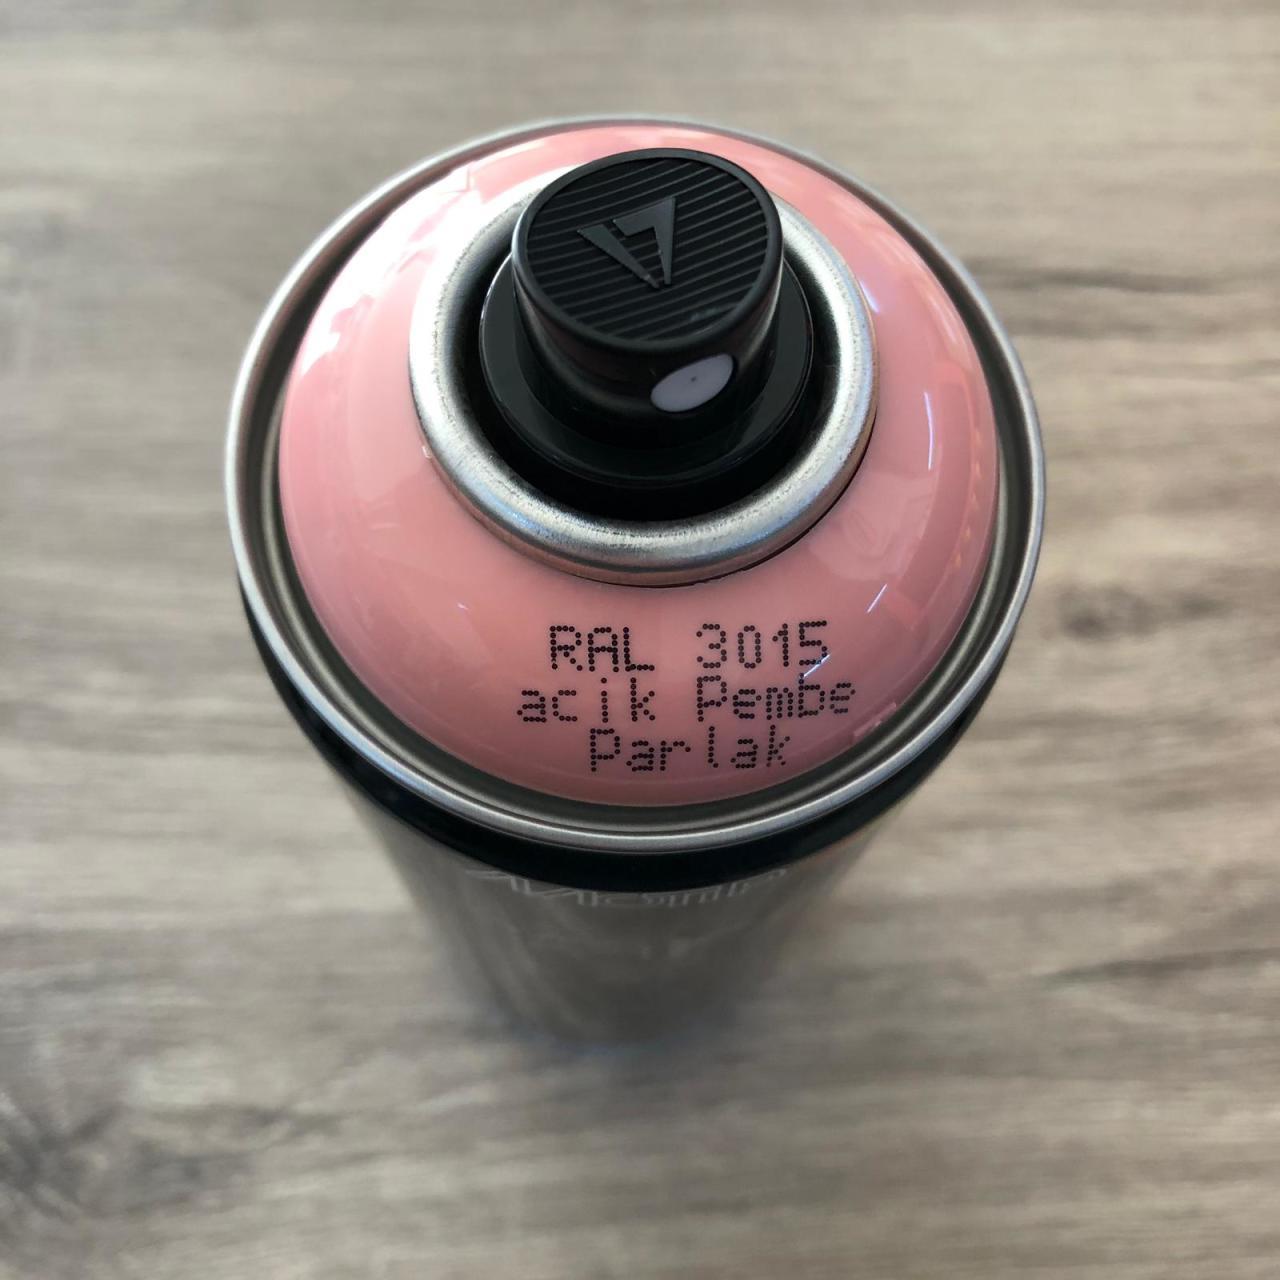 RAL 3015
acik Pembe
Parlak